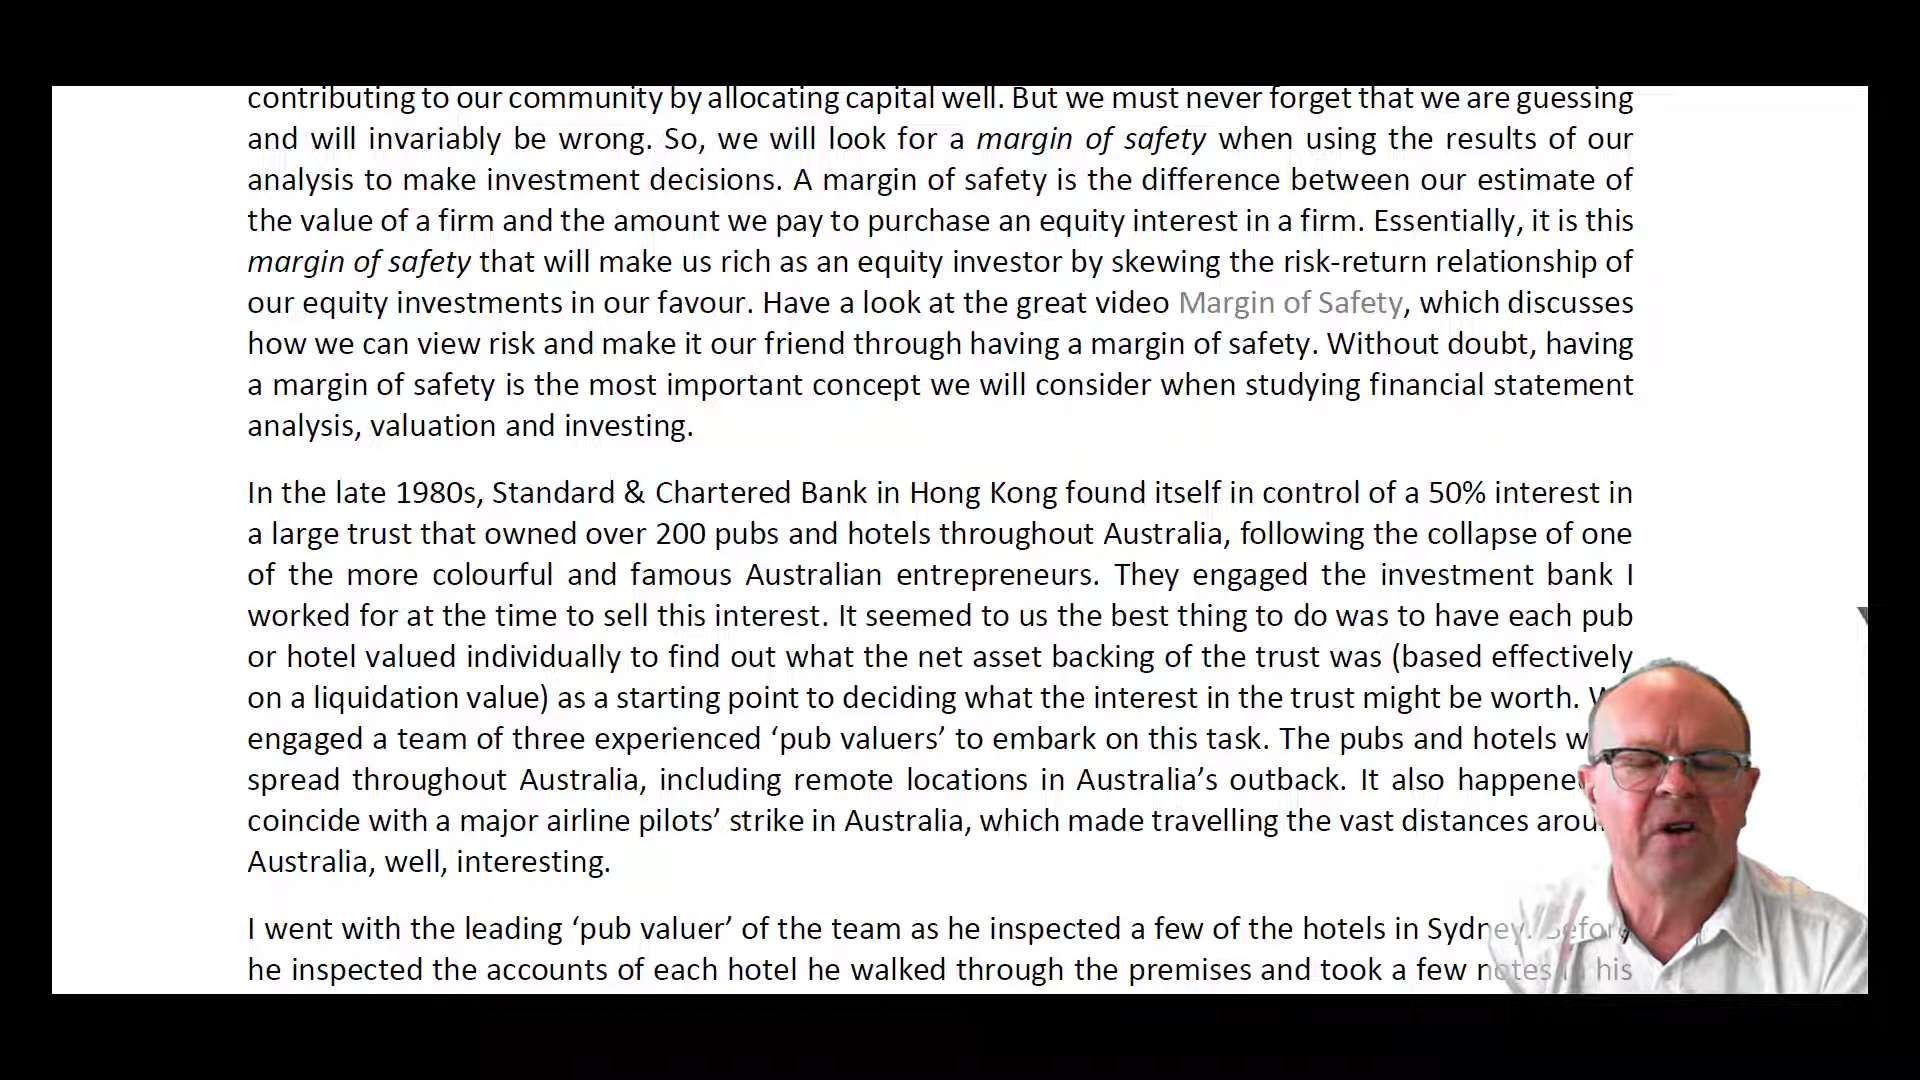 contributing to our community by allocating capital well. But we must never forget that we are guessing
and will invariably be wrong. So, we will look for a margin of safety when using the results of our
analysis to make investment decisions. A margin of safety is the difference between our estimate of
the value of a firm and the amount we pay to purchase an equity interest in a firm. Essentially, it is this
margin of safety that will make us rich as an equity investor by skewing the risk-return relationship of
our equity investments in our favour. Have a look at the great video Margin of Safety, which discusses
how we can view risk and make it our friend through having a margin of safety. Without doubt, having
a margin of safety is the most important concept we will consider when studying financial statement
analysis, valuation and investing.
In the late 1980s, Standard & Chartered Bank in Hong Kong found itself in control of a 50% interest in
a large trust that owned over 200 pubs and hotels throughout Australia, following the collapse of one
of the more colourful and famous Australian entrepreneurs. They engaged the investment bank I
worked for at the time to sell this interest. It seemed to us the best thing to do was to have each pub
or hotel valued individually to find out what the net asset backing of the trust was (based effectively
on a liquidation value) as a starting point to deciding what the interest in the trust might be worth.
engaged a team of three experienced ‘pub valuers’ to embark on this task. The pubs and hotels
spread throughout Australia, including remote locations in Australia’s outback. It also happened
coincide with a major airline pilots’ strike in Australia, which made travelling the vast distances around
Australia, well, interesting.
I went with the leading ‘pub valuer’ of the team as he inspected a few of the hotels in Sydney. Before
he inspected the accounts of each hotel he walked through the premises and took a few notes in his